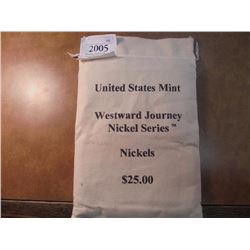 2005
United States Mint
Westward Journey
Nickel Series™
Nickels
$25.00